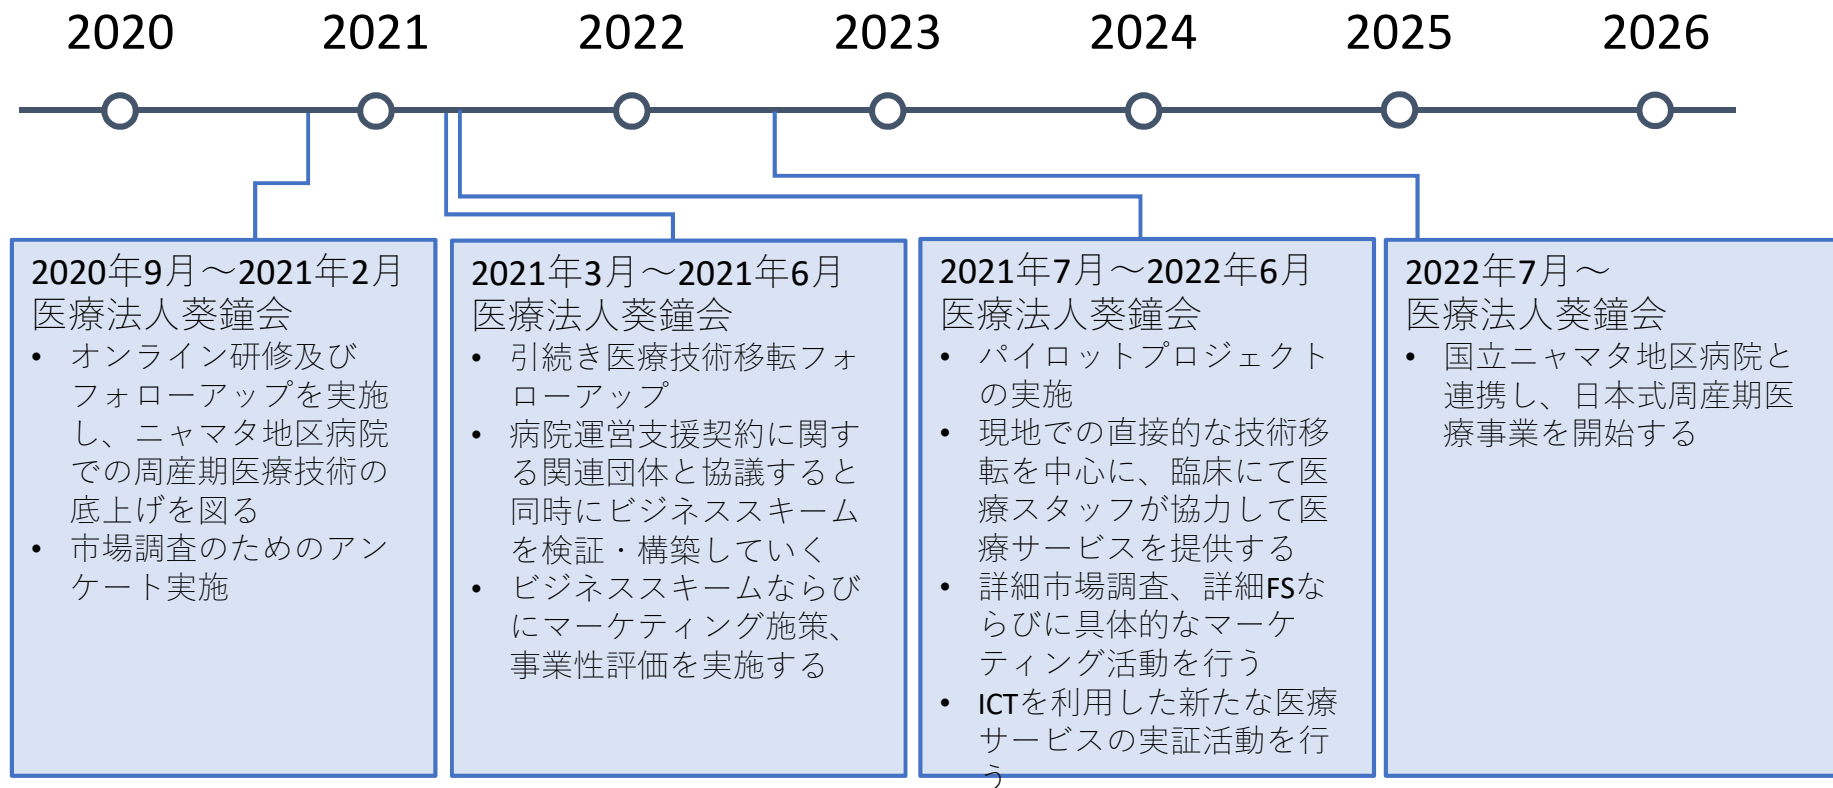 2020 2021 2022 2023 2024 2025 2026
2020年9月～2021年2月
医療法人葵鐘会
• オンライン研修及び
フォローアップを実施
し、ニャマタ地区病院
での周産期医療技術の
底上げを図る
• 市場調査のためのアン
ケート実施
2021年3月～2021年6月
医療法人葵鐘会
• 引続き医療技術移転フォ
ローアップ
• 病院運営支援契約に関す
る関連団体と協議すると
同時にビジネススキーム
を検証・構築していく
• ビジネススキームならび
にマーケティング施策、
事業性評価を実施する
2021年7月～2022年6月
医療法人葵鐘会
• パイロットプロジェクト
の実施
• 現地での直接的な技術移
転を中心に、臨床にて医
療スタッフが協力して医
療サービスを提供する
• 詳細市場調査、詳細FSな
らびに具体的なマーケ
ティング活動を行う
• ICTを利用した新たな医療
サービスの実証活動を行
う
2022年7月～
医療法人葵鐘会
• 国立ニャマタ地区病院と
連携し、日本式周産期医
療事業を開始する